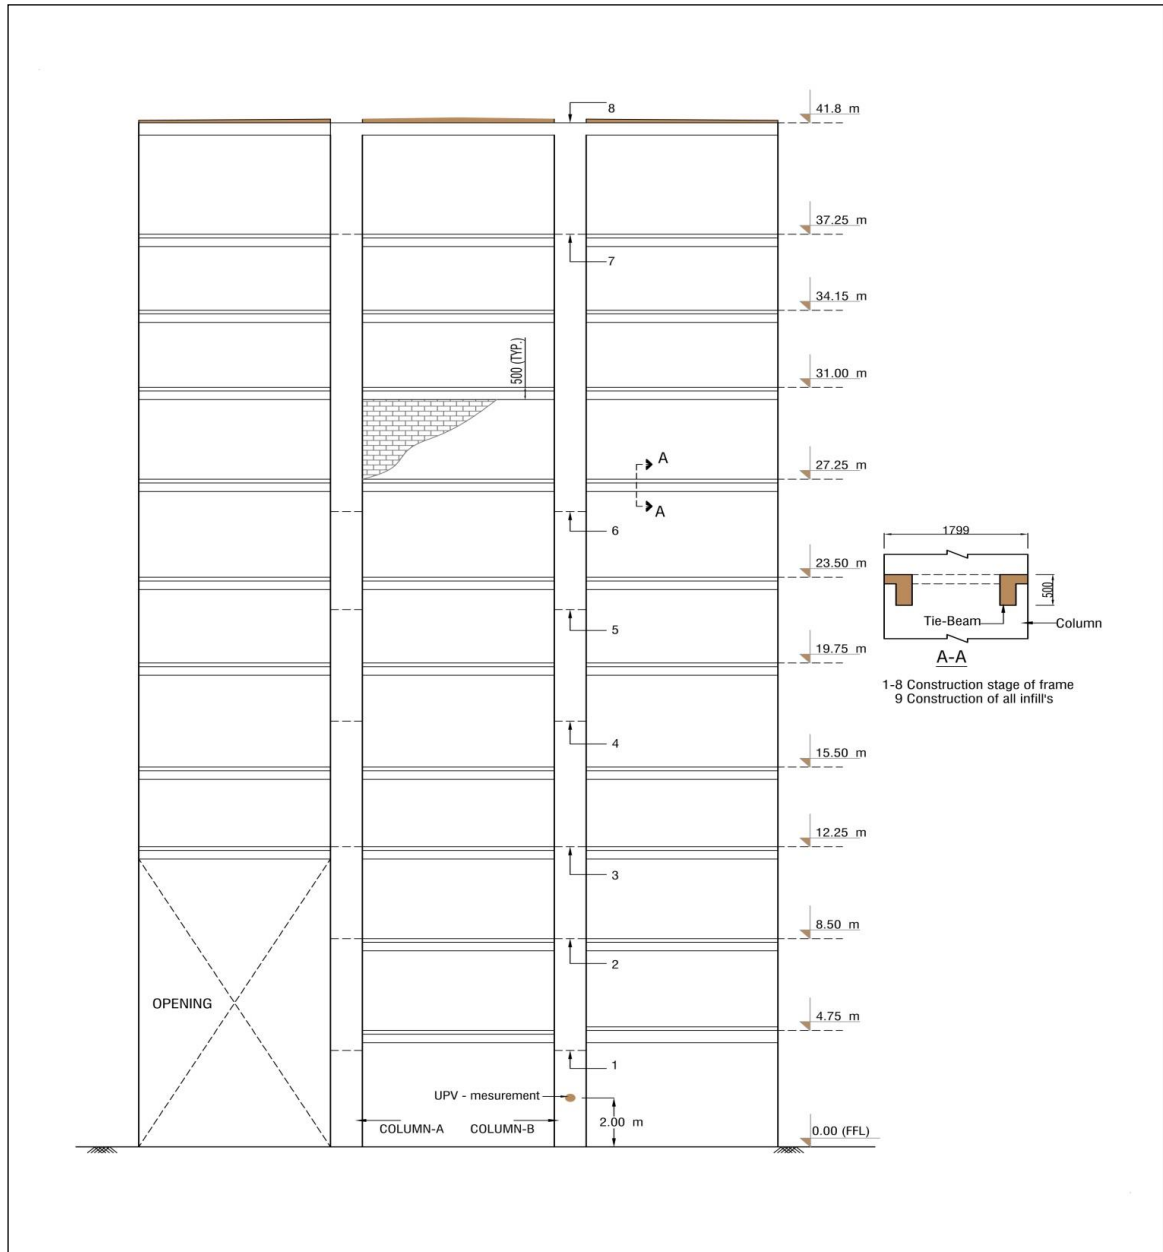 8
41.8 m
37.25 m
7
34.15 m
500 (TYP.)
31.00 m
A
27.25 m
A
6
1799
23.50 m
500
5
Tie-Beam
Column
19.75 m
A-A
1-8 Construction stage of frame
9 Construction of all infill's
4
15.50 m
12.25 m
3
8.50 m
2
OPENING
4.75 m
1
UPV - mesurement
2.00 m
COLUMN-A COLUMN-B
0.00 (FFL)